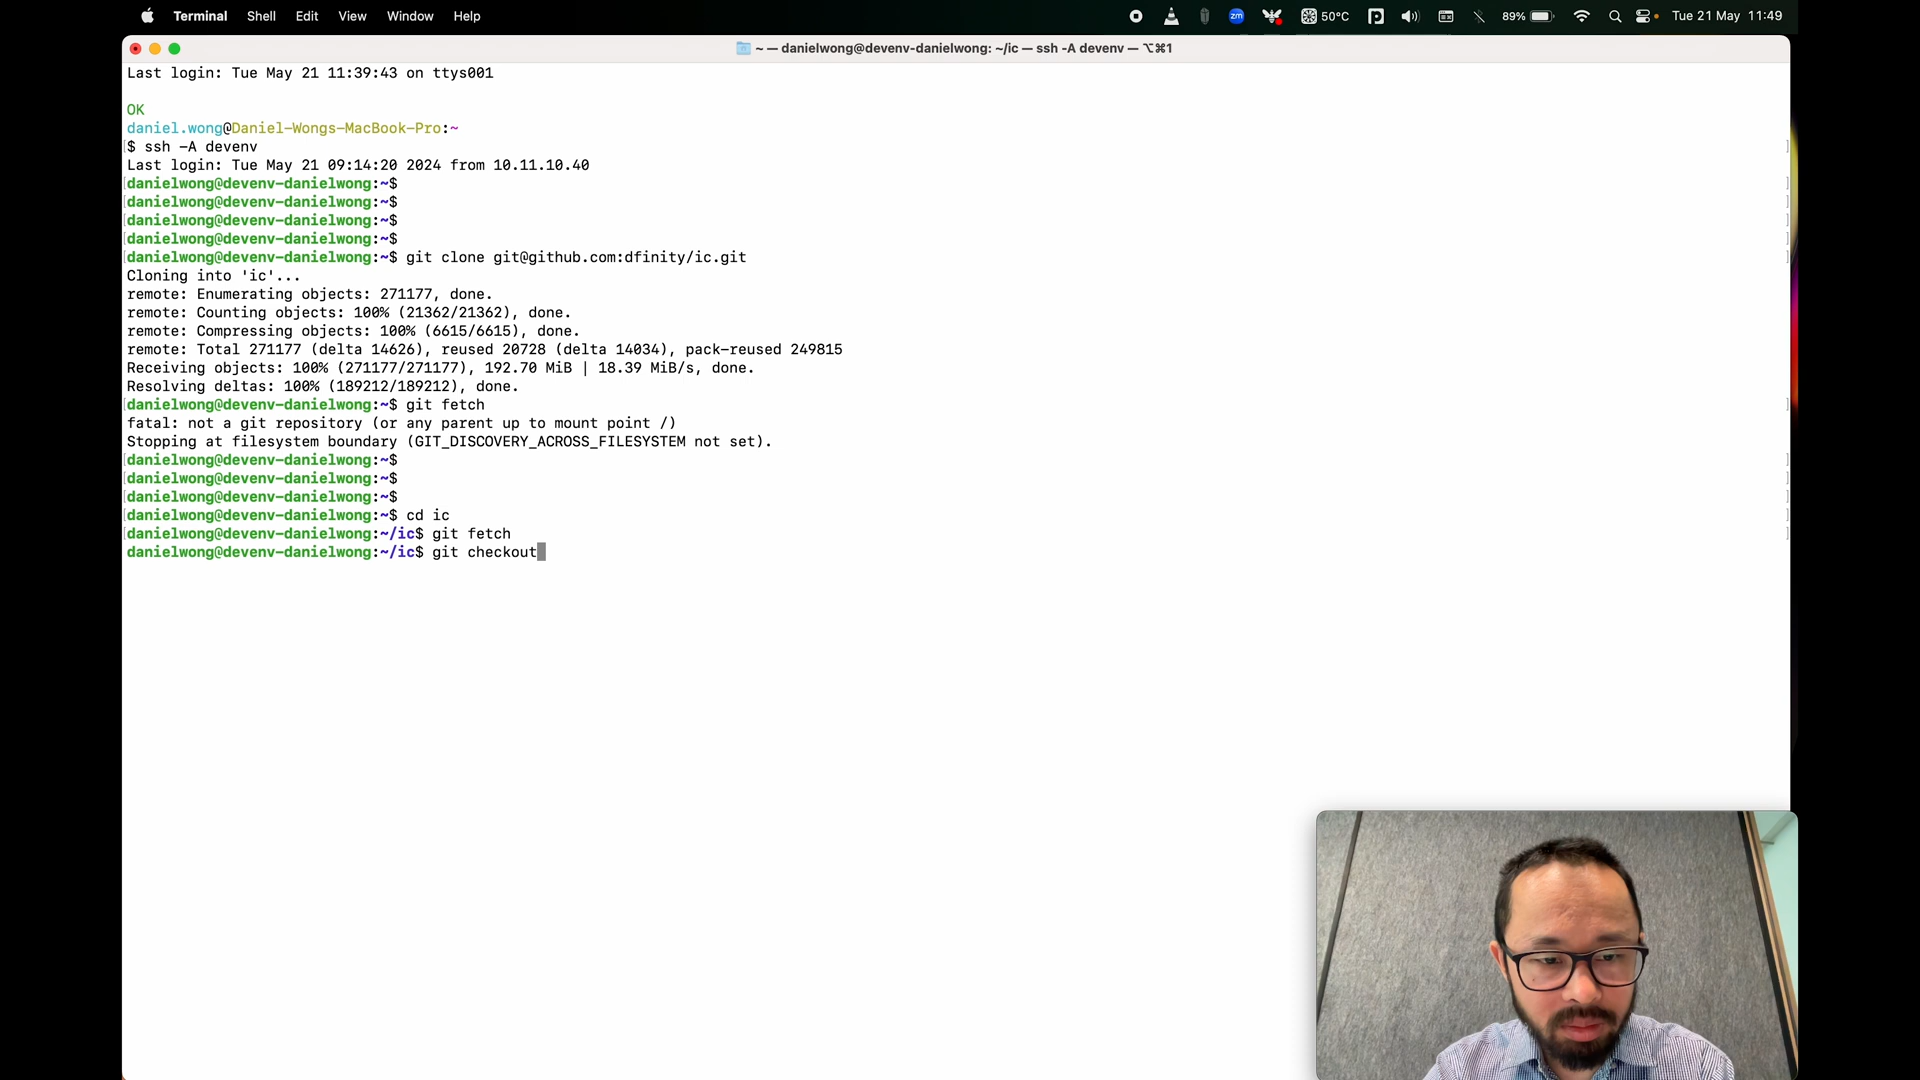 Terminal Shell Edit View Window Help zm 50°C 89% Tue 21 May 11:49
~ — danielwong@devenv-danielwong: ~/ic — ssh -A devenv — ⌥⌘1
Last login: Tue May 21 11:39:43 on ttys001
OK
daniel.wong@Daniel-Wongs-MacBook-Pro:~
$ ssh -A devenv
Last login: Tue May 21 09:14:20 2024 from 10.11.10.40
danielwong@devenv-danielwong:~$
danielwong@devenv-danielwong:~$
danielwong@devenv-danielwong:~$
danielwong@devenv-danielwong:~$
danielwong@devenv-danielwong:~$ git clone git@github.com:dfinity/ic.git
Cloning into 'ic'...
remote: Enumerating objects: 271177, done.
remote: Counting objects: 100% (21362/21362), done.
remote: Compressing objects: 100% (6615/6615), done.
remote: Total 271177 (delta 14626), reused 20728 (delta 14034), pack-reused 249815
Receiving objects: 100% (271177/271177), 192.70 MiB | 18.39 MiB/s, done.
Resolving deltas: 100% (189212/189212), done.
danielwong@devenv-danielwong:~$ git fetch
fatal: not a git repository (or any parent up to mount point /)
Stopping at filesystem boundary (GIT_DISCOVERY_ACROSS_FILESYSTEM not set).
danielwong@devenv-danielwong:~$
danielwong@devenv-danielwong:~$
danielwong@devenv-danielwong:~$
danielwong@devenv-danielwong:~$ cd ic
danielwong@devenv-danielwong:~/ic$ git fetch
danielwong@devenv-danielwong:~/ic$ git checkout